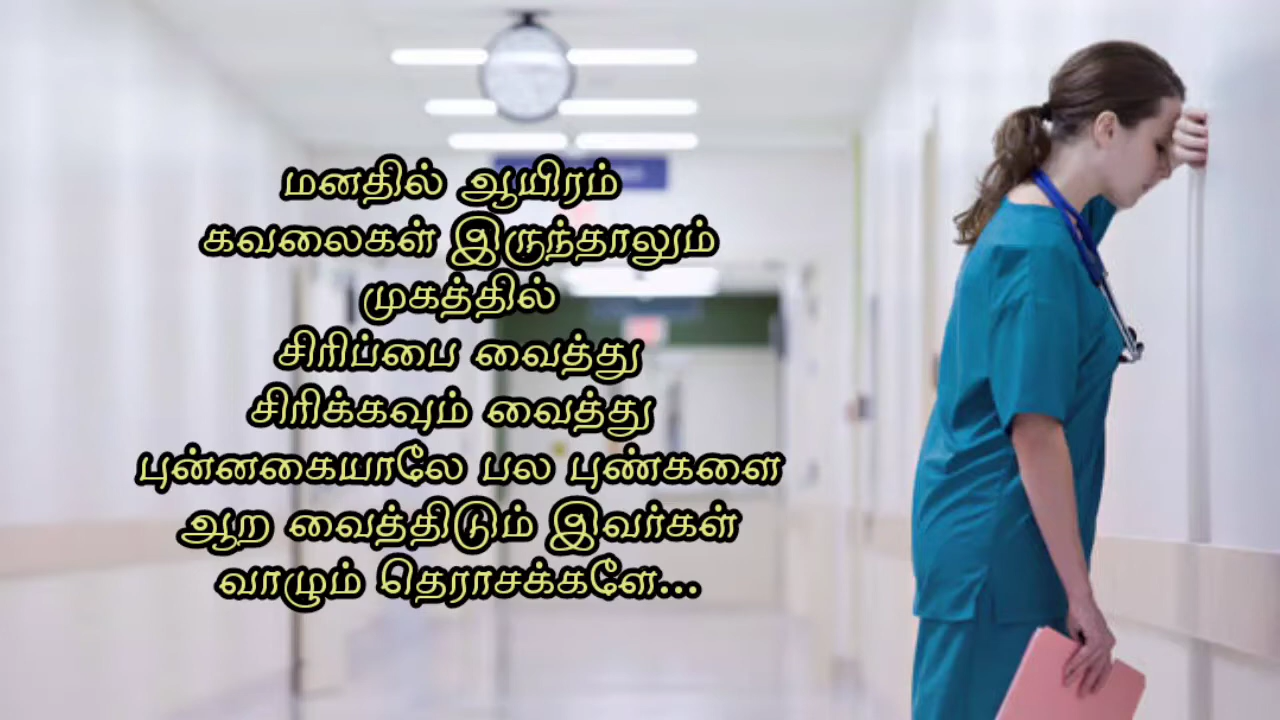 மனதில் ஆயிரம்
கவலைகள் இருந்தாலும்
முகத்தில்
சிரிப்பை வைத்து
சிரிக்கவும் வைத்து
புன்னகையாலே பல புண்களை
ஆற வைத்திடும் இவர்கள்
வாழும் தெராசக்களே...